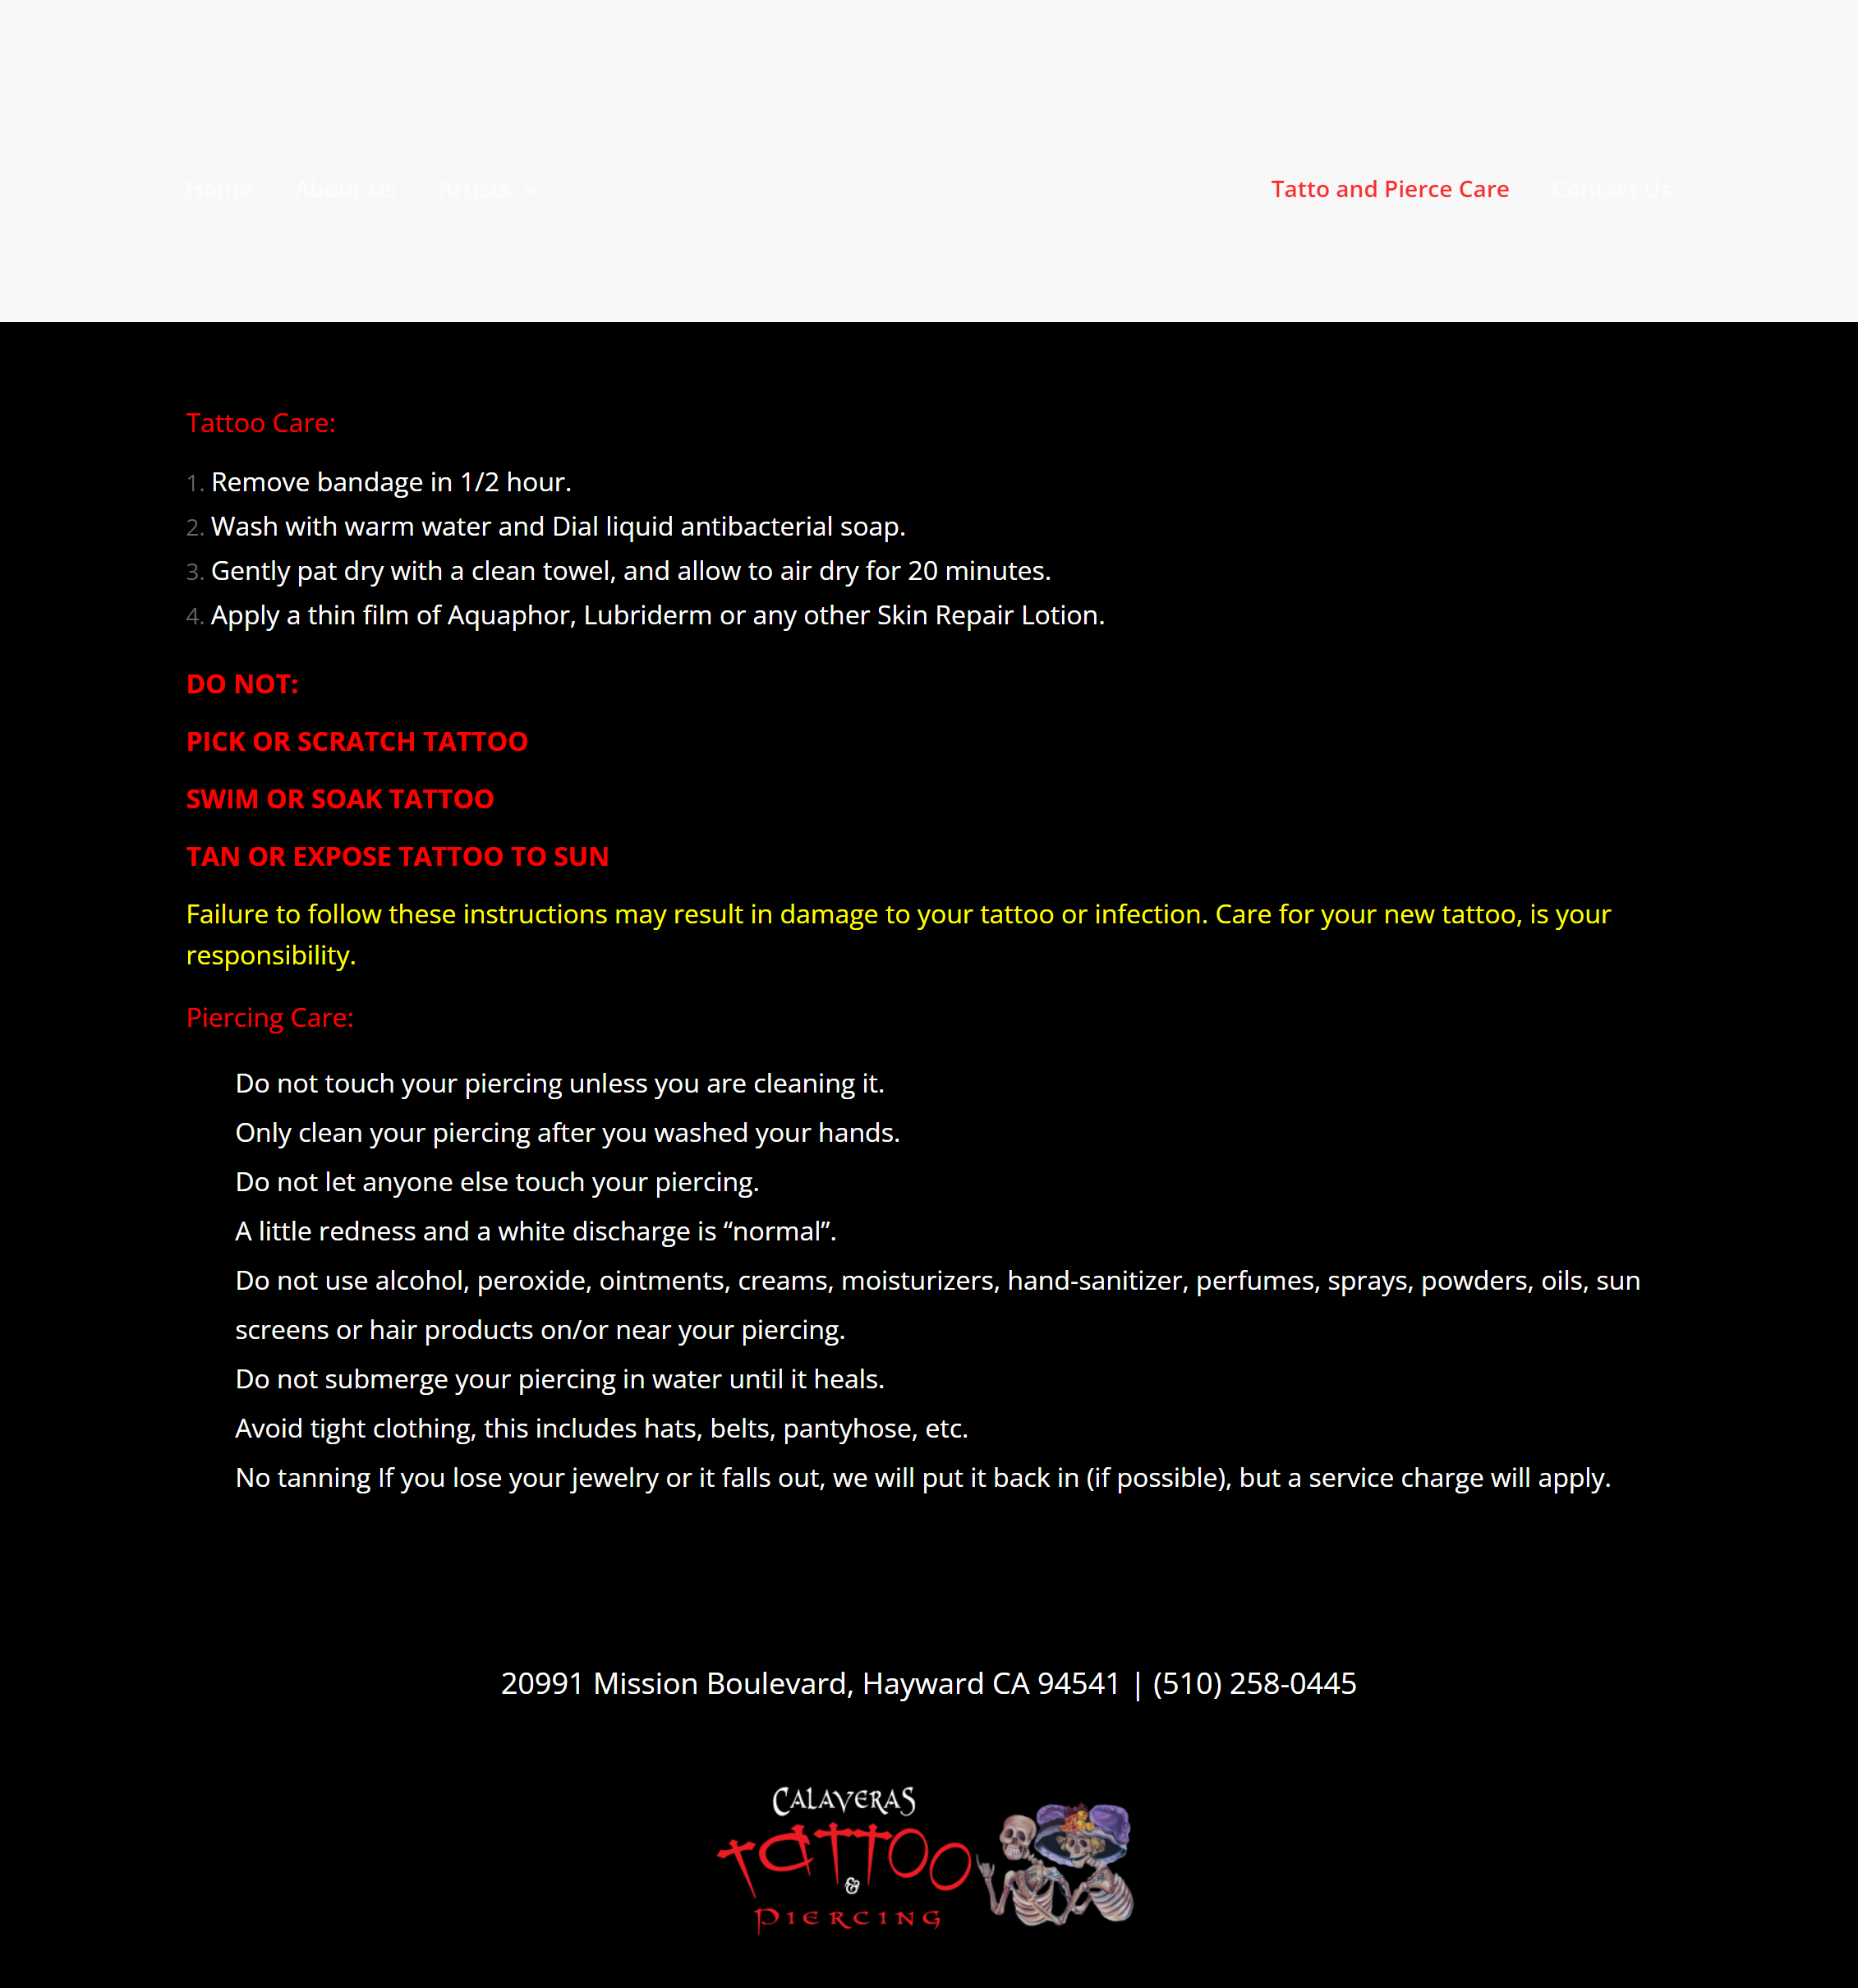 Home About Us Artists Tatto and Pierce Care Contact Us
Tattoo Care:
1. Remove bandage in 1/2 hour.
2. Wash with warm water and Dial liquid antibacterial soap.
3. Gently pat dry with a clean towel, and allow to air dry for 20 minutes.
4. Apply a thin film of Aquaphor, Lubriderm or any other Skin Repair Lotion.
DO NOT:
PICK OR SCRATCH TATTOO
SWIM OR SOAK TATTOO
TAN OR EXPOSE TATTOO TO SUN
Failure to follow these instructions may result in damage to your tattoo or infection. Care for your new tattoo, is your
responsibility.
Piercing Care:
Do not touch your piercing unless you are cleaning it.
Only clean your piercing after you washed your hands.
Do not let anyone else touch your piercing.
A little redness and a white discharge is “normal”.
Do not use alcohol, peroxide, ointments, creams, moisturizers, hand-sanitizer, perfumes, sprays, powders, oils, sun
screens or hair products on/or near your piercing.
Do not submerge your piercing in water until it heals.
Avoid tight clothing, this includes hats, belts, pantyhose, etc.
No tanning If you lose your jewelry or it falls out, we will put it back in (if possible), but a service charge will apply.
20991 Mission Boulevard, Hayward CA 94541 | (510) 258-0445
CALAVERAS
TATTOO
&
PIERCING